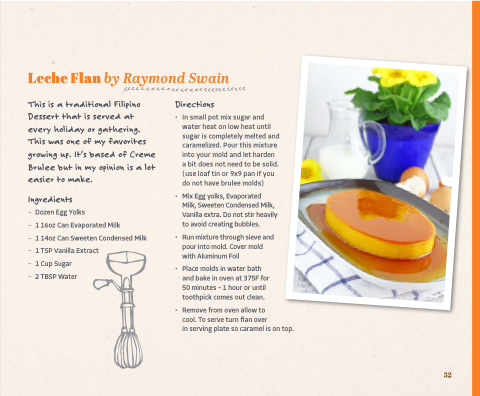 Leche Flan by Raymond Swain
This is a traditional Filipino
Dessert that is served at
every holiday or gathering.
This was one of my favorites
growing up. It's based of Creme
Brulee but in my opinion is a lot
easier to make.
Ingredients
- Dozen Egg Yolks
- 1 16oz Can Evaporated Milk
- 1 14oz Can Sweeten Condensed Milk
- 1 TSP Vanilla Extract
- 1 Cup Sugar
- 2 TBSP Water
Directions
• In small pot mix sugar and
water heat on low heat until
sugar is completely melted and
caramelized. Pour this mixture
into your mold and let harden
a bit does not need to be solid.
(use loaf tin or 9x9 pan if you
do not have brulee molds)
• Mix Egg yolks, Evaporated
Milk, Sweeten Condensed Milk,
Vanilla extra. Do not stir heavily
to avoid creating bubbles.
• Run mixture through sieve and
pour into mold. Cover mold
with Aluminum Foil
• Place molds in water bath
and bake in oven at 375F for
50 minutes – 1 hour or until
toothpick comes out clean.
• Remove from oven allow to
cool. To serve turn flan over
in serving plate so caramel is on top.
32